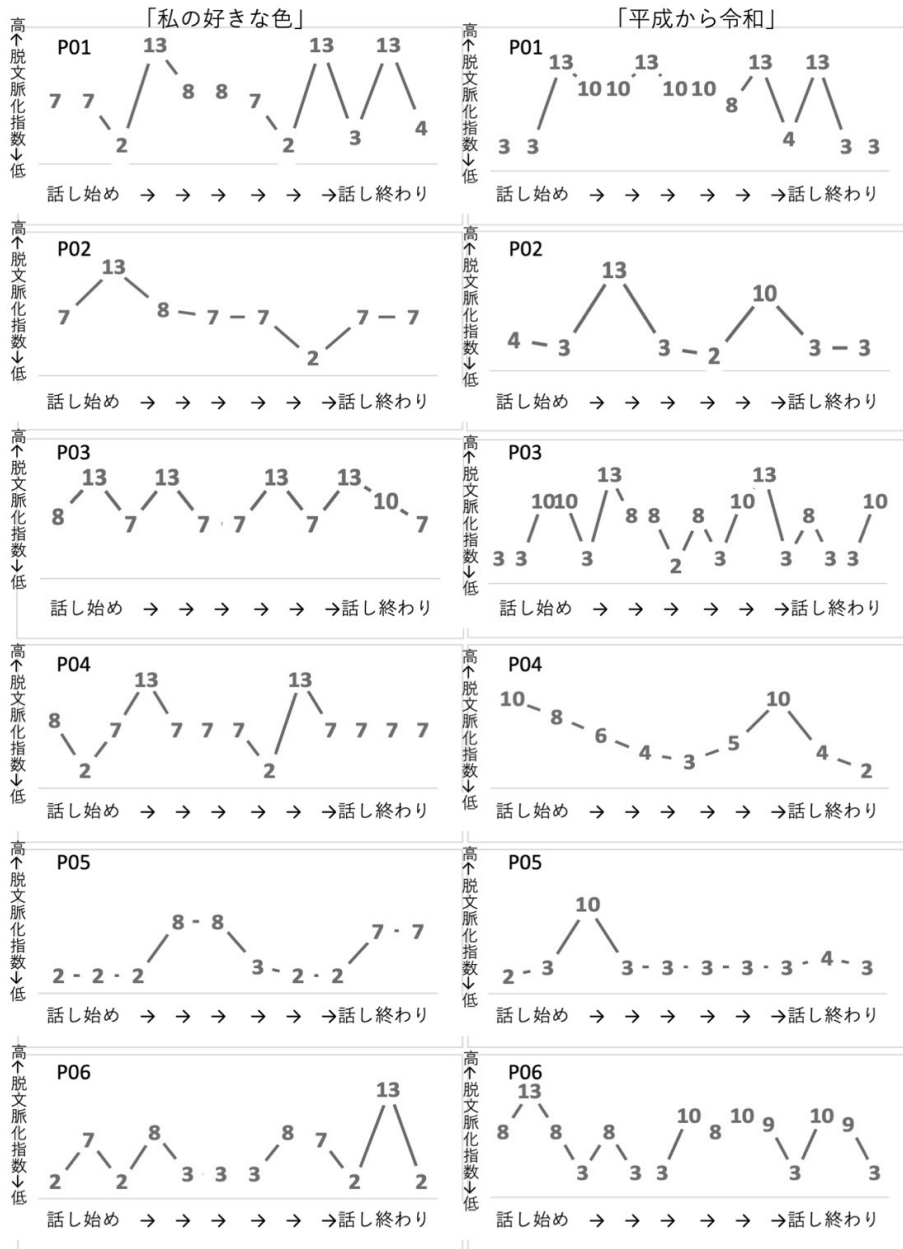 「私の好きな色」
高↑脱文脈化指数↓低
P01
7 7 2 13 8 8 7 2 13 3 13 4
話し始め → → → → → →話し終わり
「平成から令和」
高↑脱文脈化指数↓低
P01
3 3 13 10 10 13 10 10 8 13 4 13 3 3
話し始め → → → → → →話し終わり
高↑脱文脈化指数↓低
P02
7 13 8 7 7 2 7 7
話し始め → → → → → →話し終わり
高↑脱文脈化指数↓低
P02
4 3 13 3 2 10 3 3
話し始め → → → → → →話し終わり
高↑脱文脈化指数↓低
P03
8 13 7 13 7 7 13 7 13 10 7
話し始め → → → → → →話し終わり
高↑脱文脈化指数↓低
P03
3 3 10 10 3 13 8 8 2 8 3 10 13 3 8 3 3 10
話し始め → → → → → →話し終わり
高↑脱文脈化指数↓低
P04
8 2 7 13 7 7 7 2 13 7 7 7 7
話し始め → → → → → →話し終わり
高↑脱文脈化指数↓低
P04
10 8 6 4 3 5 10 4 2
話し始め → → → → → →話し終わり
高↑脱文脈化指数↓低
P05
2 2 2 8 8 3 2 2 7 7
話し始め → → → → → →話し終わり
高↑脱文脈化指数↓低
P05
2 3 10 3 3 3 3 3 4 3
話し始め → → → → → →話し終わり
高↑脱文脈化指数↓低
P06
2 7 2 8 3 3 3 8 7 2 13 2
話し始め → → → → → →話し終わり
高↑脱文脈化指数↓低
P06
8 13 8 3 8 3 3 10 8 10 9 3 10 9 3
話し始め → → → → → →話し終わり